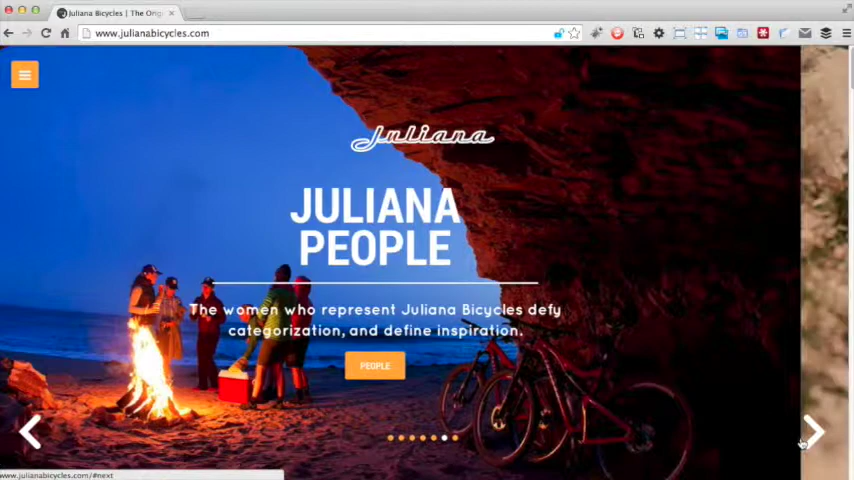 Juliana Bicycles | The Orig
www.julianabicycles.com
Juliana
JULIANA
PEOPLE
The women who represent Juliana Bicycles defy
categorization, and define inspiration.
PEOPLE
www.julianabicycles.com/#next